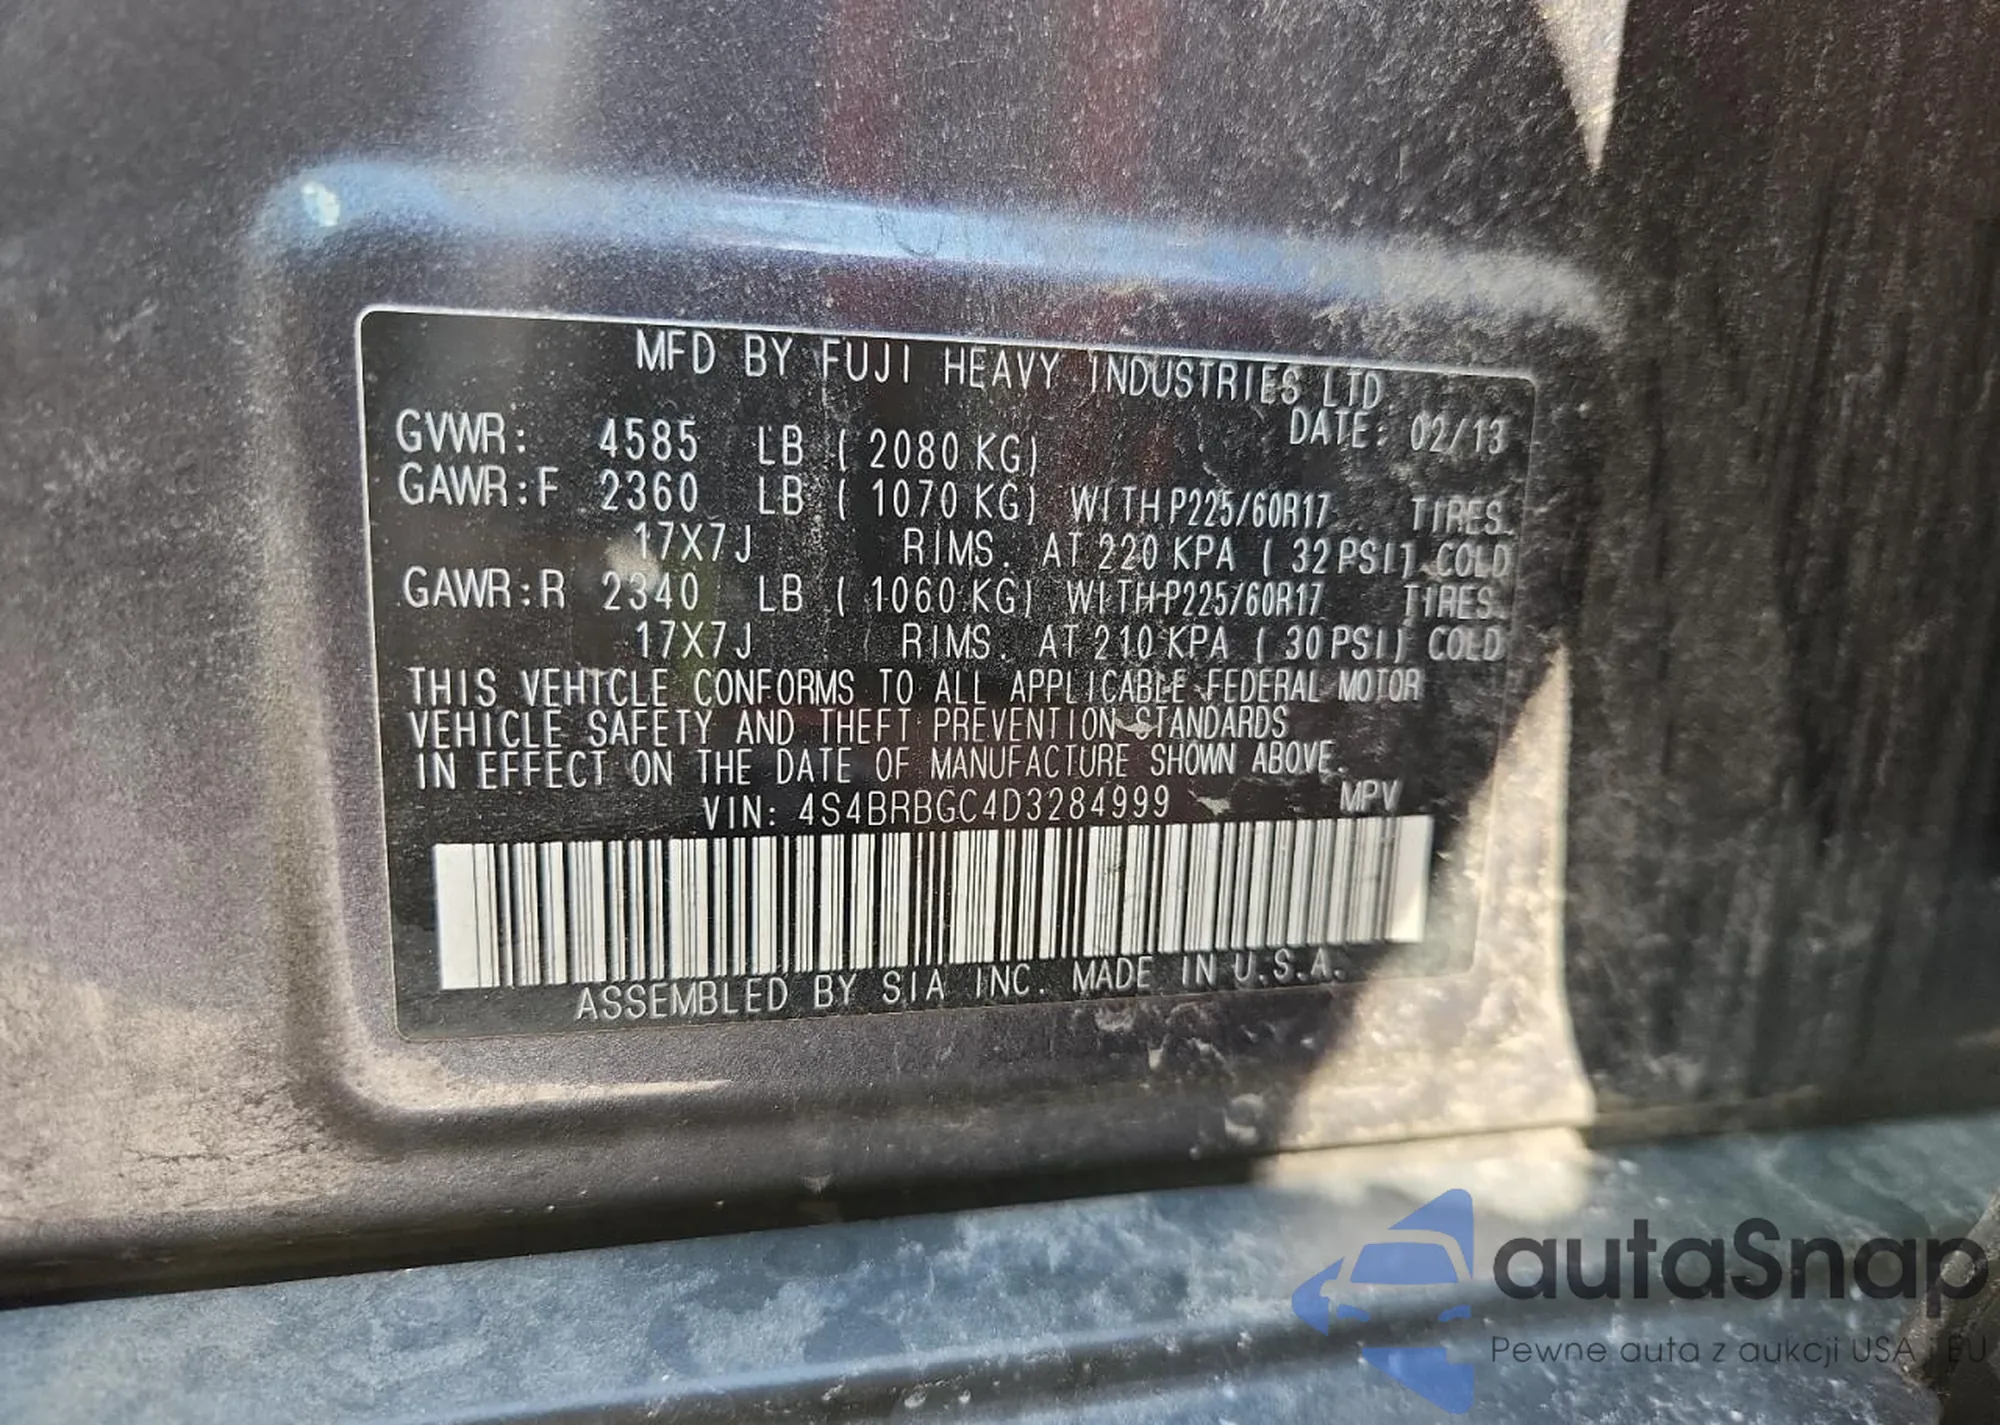 MFD BY FUJI HEAVY INDUSTRIES LTD
DATE: 02/13
GVWR: 4585 LB ( 2080 KG)
GAWR:F 2360 LB ( 1070 KG) WITH P225/60R17 TIRES.
17X7J RIMS. AT 220 KPA ( 32 PSI) COLD
GAWR:R 2340 LB ( 1060 KG) WITH P225/60R17 TIRES.
17X7J RIMS. AT 210 KPA ( 30 PSI) COLD
THIS VEHICLE CONFORMS TO ALL APPLICABLE FEDERAL MOTOR
VEHICLE SAFETY AND THEFT PREVENTION STANDARDS
IN EFFECT ON THE DATE OF MANUFACTURE SHOWN ABOVE.
VIN: 4S4BRBGC4D3284999 MPV
ASSEMBLED BY SIA INC. MADE IN U.S.A.
autaSnap
Pewne auta z aukcji USA i EU